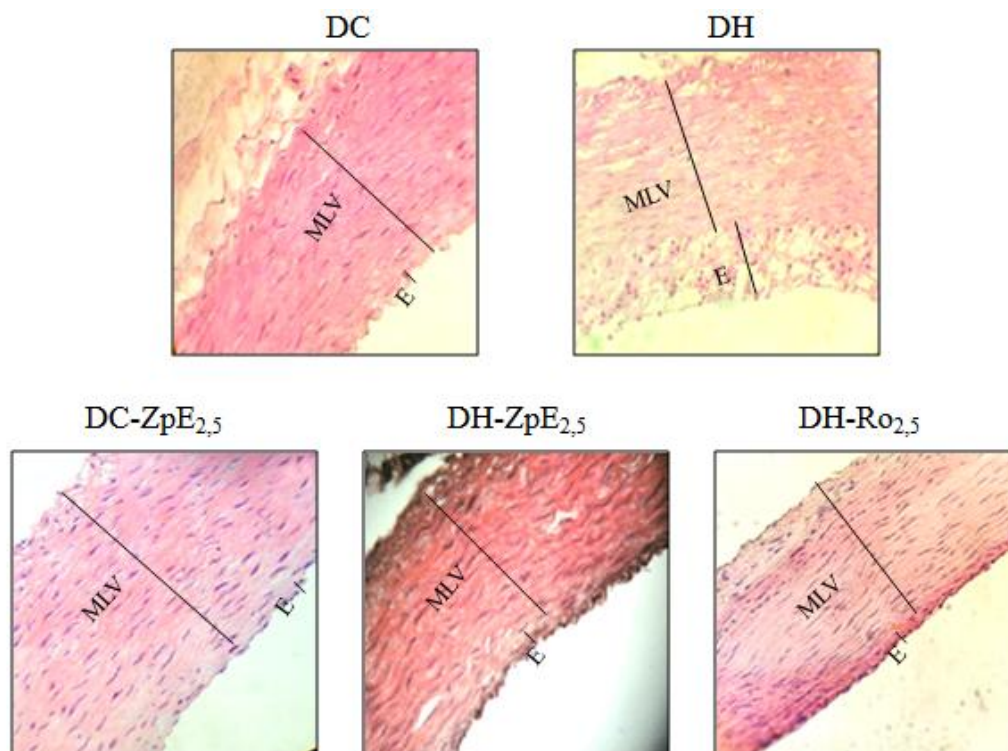 DC
DH
MLV
E
MLV
E
DC-ZpE2,5
DH-ZpE2,5
DH-Ro2,5
MLV
E
MLV
E
MLV
E